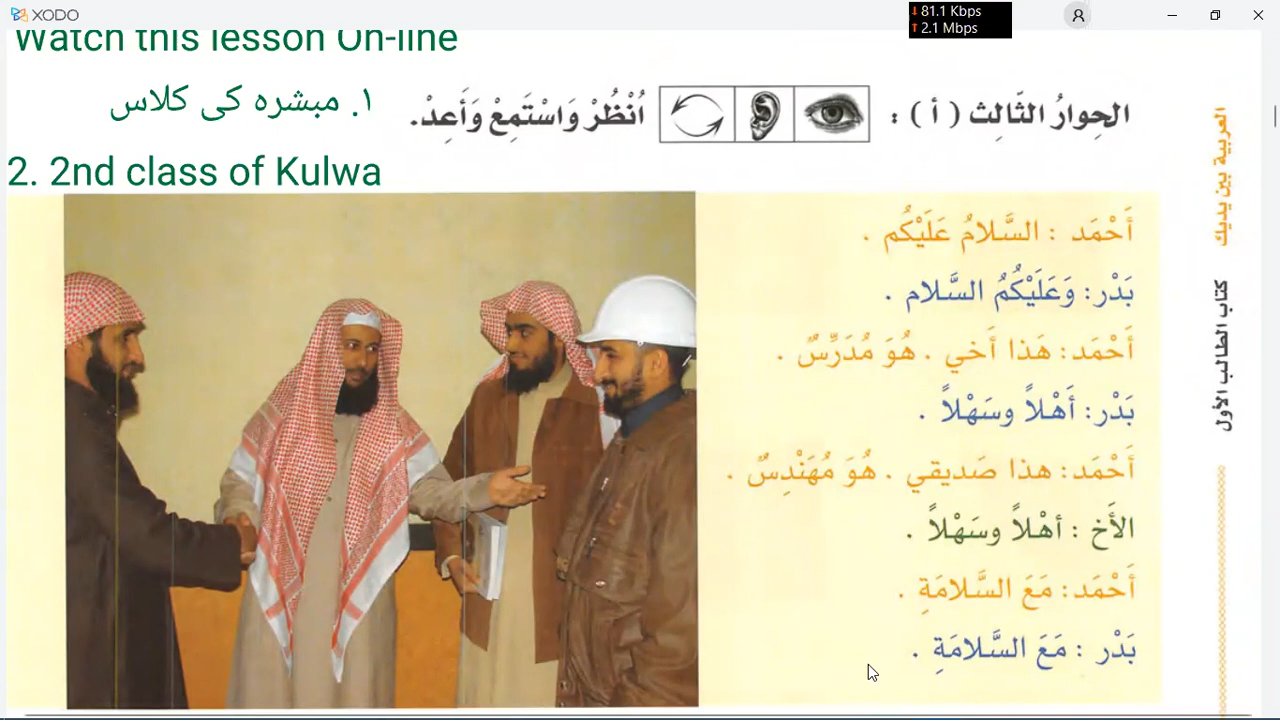 XODO
↓ 81.1 Kbps
↑ 2.1 Mbps
Watch this lesson On-line
١. مبشرہ کی کلاس
2. 2nd class of Kulwa
الحِوارُ الثّالِث ( أ ) : اُنْظُرْ وَاسْتَمِعْ وَأَعِدْ.
أَحْمَد : السَّلامُ عَلَيْكُم .
بَدْر: وَعَلَيْكُمُ السَّلام .
أَحْمَد: هَذا أَخي . هُوَ مُدَرِّسٌ .
بَدْر: أَهْلاً وسَهْلاً .
أَحْمَد: هذا صَديقي . هُوَ مُهَنْدِسٌ .
الأَخ : أهْلاً وسَهْلاً .
أَحْمَد: مَعَ السَّلامَةِ .
بَدْر : مَعَ السَّلامَةِ .
العربية بين يديك
كتاب الطالب الأول